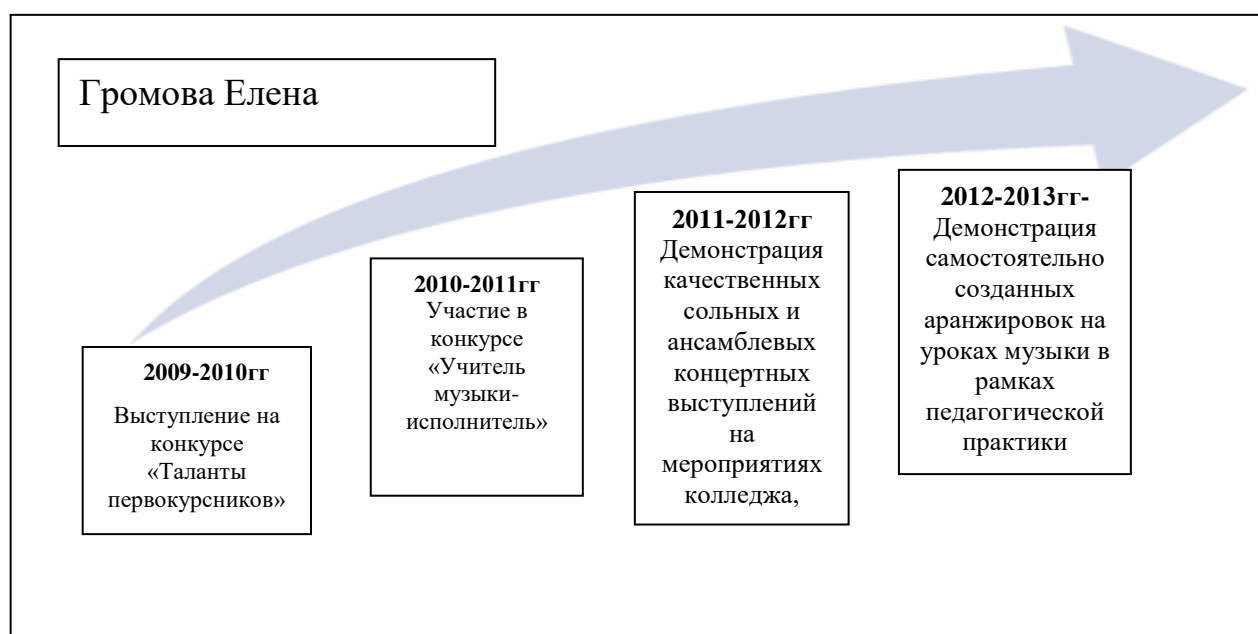 Громова Елена
2009-2010гг
Выступление на
конкурсе
«Таланты
первокурсников»
2010-2011гг
Участие в
конкурсе
«Учитель
музыки-
исполнитель»
2011-2012гг
Демонстрация
качественных
сольных и
ансамблевых
концертных
выступлений
на
мероприятиях
колледжа,
2012-2013гг-
Демонстрация
самостоятельно
созданных
аранжировок на
уроках музыки в
рамках
педагогической
практики